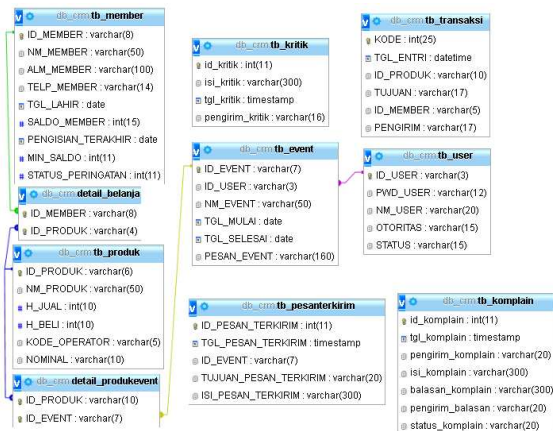 db_crm tb_member
ID_MEMBER : varchar(8)
NM_MEMBER : varchar(50)
ALM_MEMBER : varchar(100)
TELP_MEMBER : varchar(14)
TGL_LAHIR : date
SALDO_MEMBER : int(15)
PENGISIAN_TERAKHIR : date
MIN_SALDO : int(11)
STATUS_PERINGATAN : int(11)
db_crm detail_belanja
ID_MEMBER : varchar(8)
ID_PRODUK : varchar(4)
db_crm tb_produk
ID_PRODUK : varchar(6)
NM_PRODUK : varchar(50)
H_JUAL : int(10)
H_BELI : int(10)
KODE_OPERATOR : varchar(5)
NOMINAL : varchar(10)
db_crm detail_produkevent
ID_PRODUK : varchar(10)
ID_EVENT : varchar(7)
db_crm tb_kritik
id_kritik : int(11)
isi_kritik : varchar(300)
tgl_kritik : timestamp
pengirim_kritik : varchar(16)
db_crm tb_event
ID_EVENT : varchar(7)
ID_USER : varchar(3)
NM_EVENT : varchar(50)
TGL_MULAI : date
TGL_SELESAI : date
PESAN_EVENT : varchar(160)
db_crm tb_pesanterkirim
ID_PESAN_TERKIRIM : int(11)
TGL_PESAN_TERKIRIM : timestamp
ID_EVENT : varchar(7)
TUJUAN_PESAN_TERKIRIM : varchar(20)
ISI_PESAN_TERKIRIM : varchar(300)
db_crm tb_transaksi
KODE : int(25)
TGL_ENTRI : datetime
ID_PRODUK : varchar(10)
TUJUAN : varchar(17)
ID_MEMBER : varchar(5)
PENGIRIM : varchar(17)
db_crm tb_user
ID_USER : varchar(3)
PWD_USER : varchar(12)
NM_USER : varchar(20)
OTORITAS : varchar(15)
STATUS : varchar(15)
db_crm tb_komplain
id_komplain : int(11)
tgl_komplain : timestamp
pengirim_komplain : varchar(20)
isi_komplain : varchar(300)
balasan_komplain : varchar(300)
pengirim_balasan : varchar(20)
status_komplain : varchar(20)